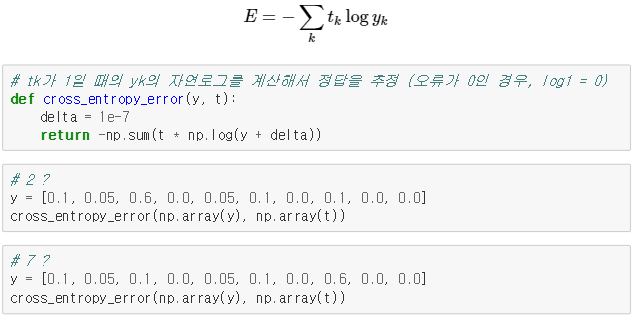 E = −∑ₖ tₖ log yₖ
# tk가 1일 때의 yk의 자연로그를 계산해서 정답을 추정 (오류가 0인 경우, log1 = 0)
def cross_entropy_error(y, t):
    delta = 1e-7
    return -np.sum(t * np.log(y + delta))
# 2 ?
y = [0.1, 0.05, 0.6, 0.0, 0.05, 0.1, 0.0, 0.1, 0.0, 0.0]
cross_entropy_error(np.array(y), np.array(t))
# 7 ?
y = [0.1, 0.05, 0.1, 0.0, 0.05, 0.1, 0.0, 0.6, 0.0, 0.0]
cross_entropy_error(np.array(y), np.array(t))